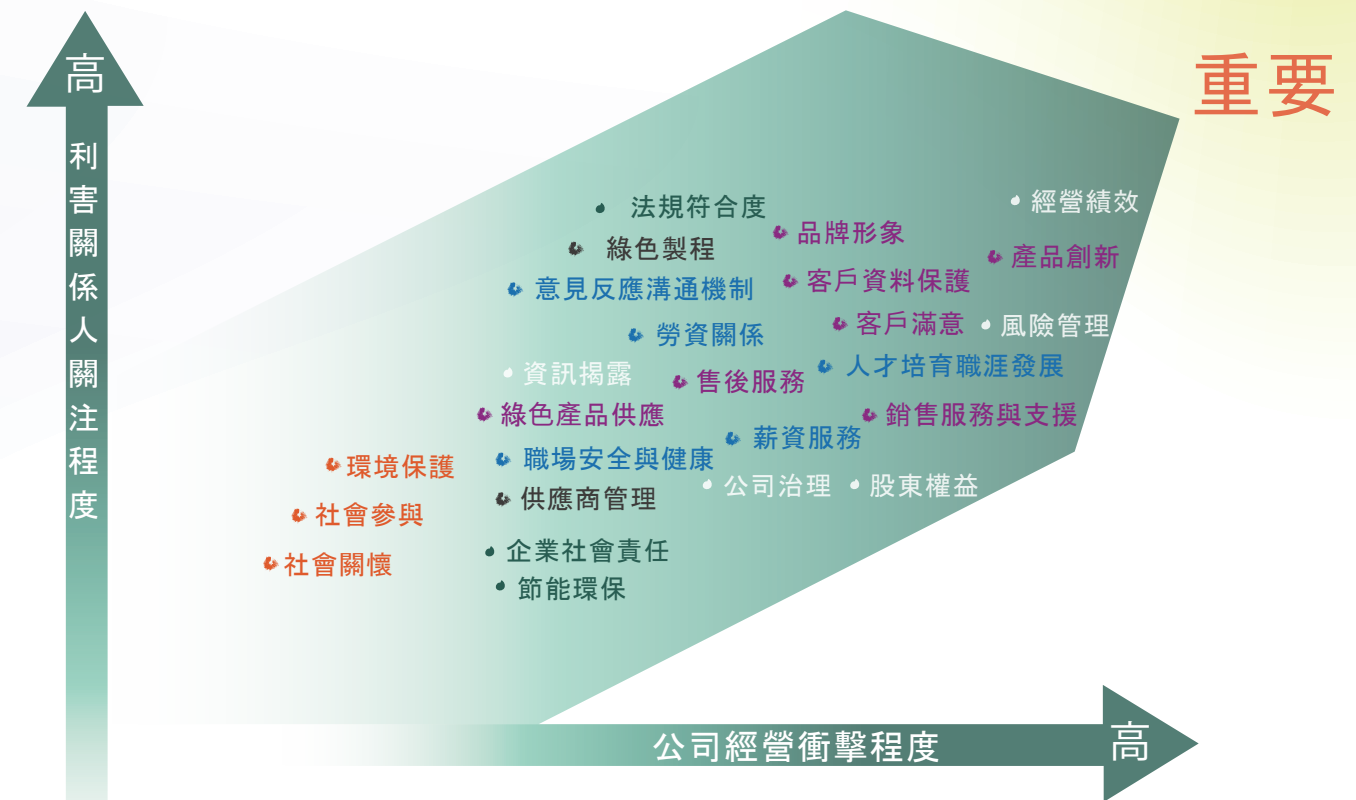 高
重要
利害關係人關注程度
經營績效
法規符合度
品牌形象
綠色製程
產品創新
客戶資料保護
意見反應溝通機制
客戶滿意
風險管理
勞資關係
人才培育職涯發展
資訊揭露
售後服務
綠色產品供應
銷售服務與支援
薪資服務
職場安全與健康
環境保護
公司治理
股東權益
供應商管理
社會參與
企業社會責任
社會關懷
節能環保
公司經營衝擊程度
高